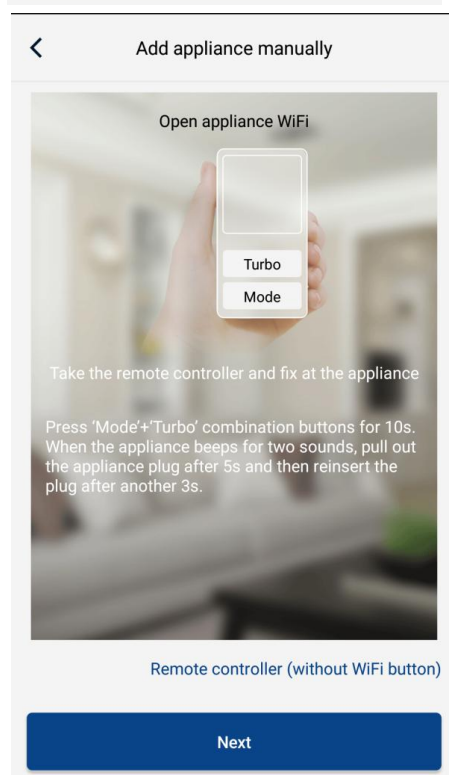 Add appliance manually
Open appliance WiFi
Turbo
Mode
Take the remote controller and fix at the appliance
Press ‘Mode’+‘Turbo’ combination buttons for 10s.
When the appliance beeps for two sounds, pull out
the appliance plug after 5s and then reinsert the
plug after another 3s.
Remote controller (without WiFi button)
Next